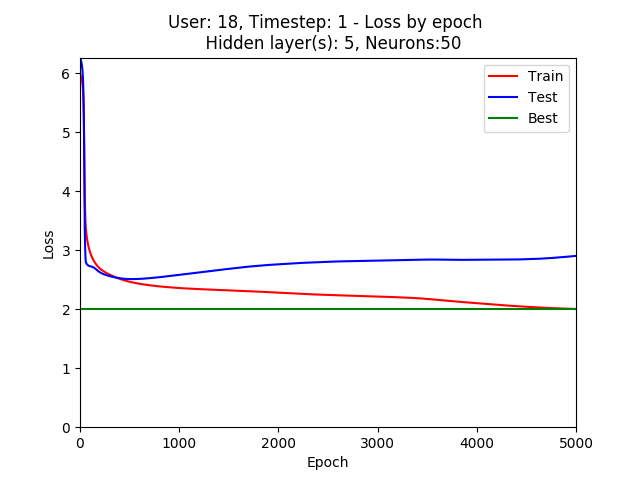 User: 18, Timestep: 1 - Loss by epoch
Hidden layer(s): 5, Neurons:50
Train
Test
Best
6
5
4
3
2
1
0
Loss
0 1000 2000 3000 4000 5000
Epoch